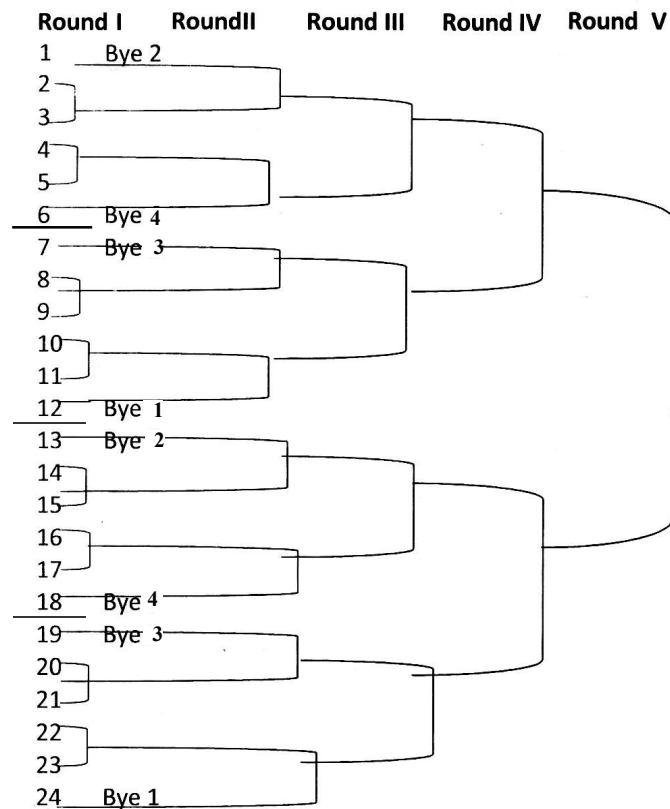 Round I RoundII Round III Round IV Round V
1 Bye 2
2
3
4
5
6 Bye 4
7 Bye 3
8
9
10
11
12 Bye 1
13 Bye 2
14
15
16
17
18 Bye 4
19 Bye 3
20
21
22
23
24 Bye 1